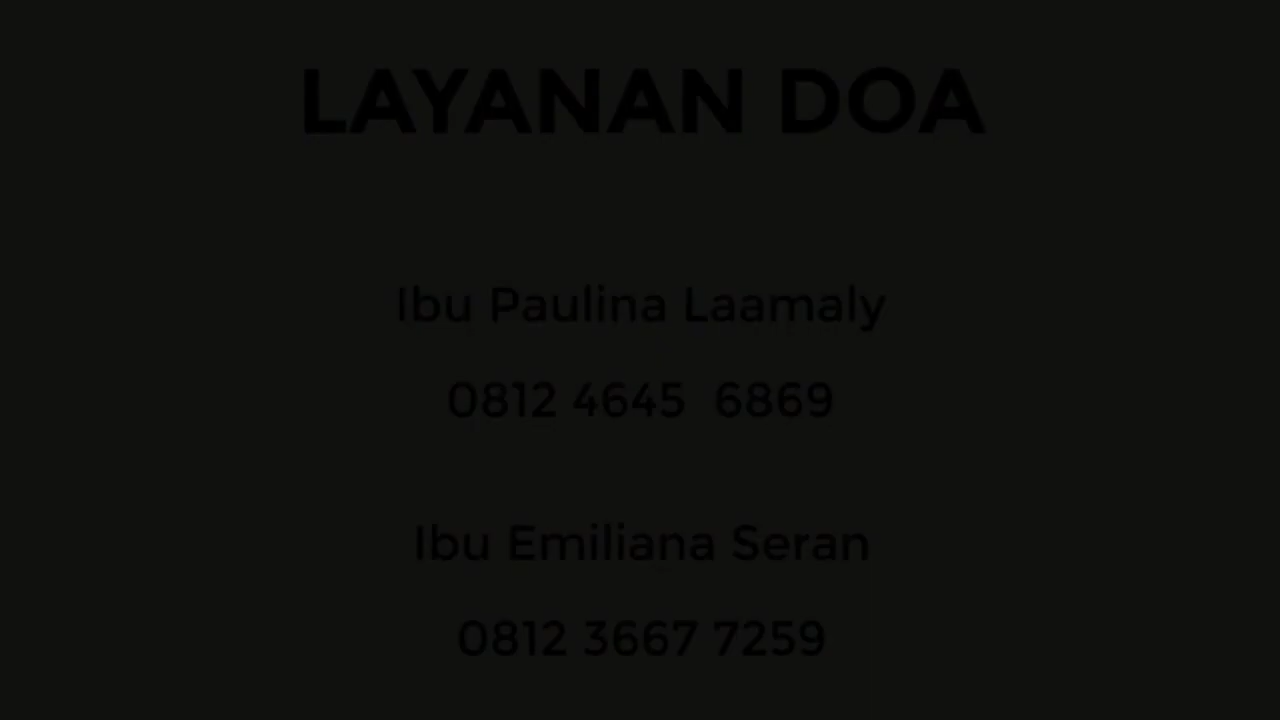 LAYANAN DOA
Ibu Paulina Laamaly
0812 4645  6869
Ibu Emiliana Seran
0812 3667 7259